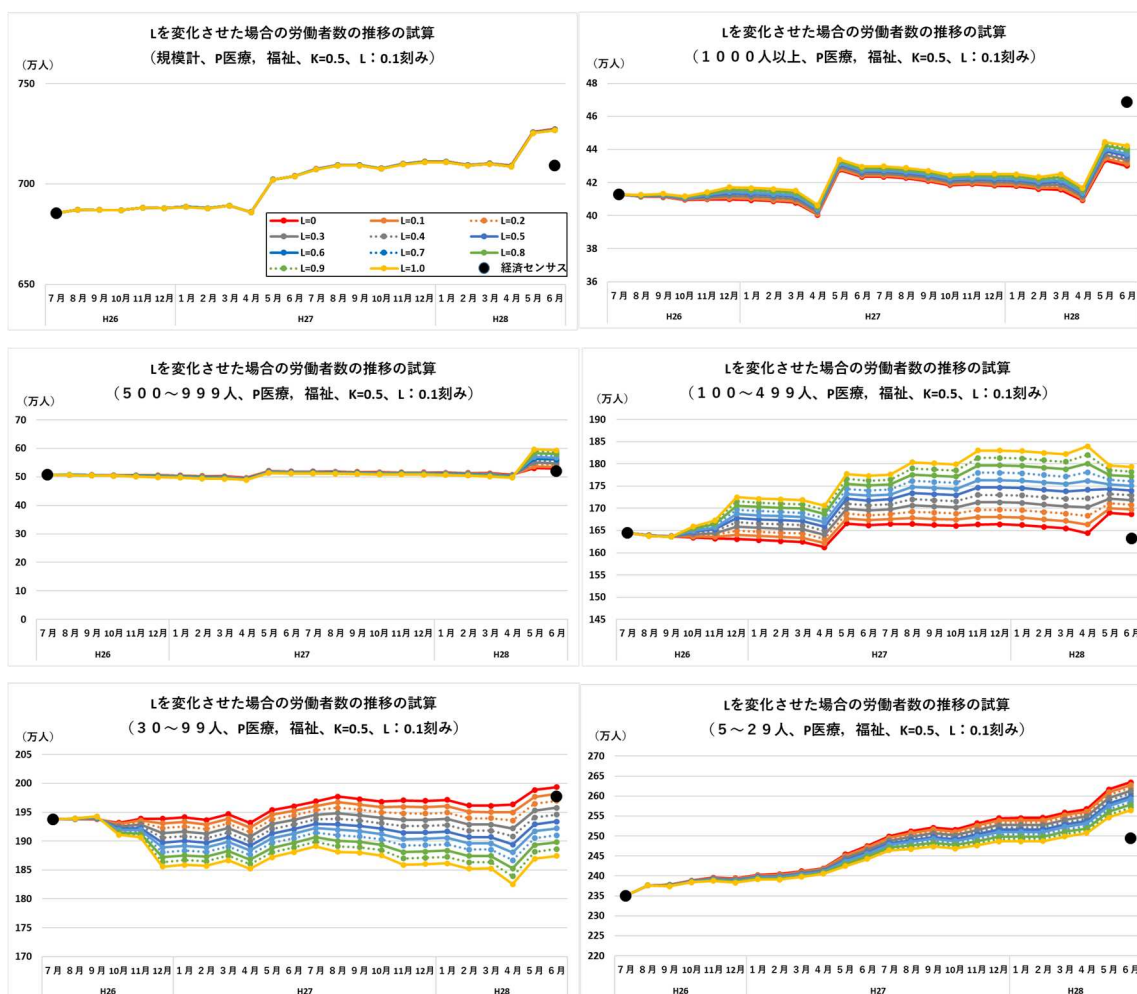 Lを変化させた場合の労働者数の推移の試算
（規模計、P医療，福祉、K=0.5、L：0.1刻み）
（万人）
750
700
650
L=0 L=0.1 L=0.2
L=0.3 L=0.4 L=0.5
L=0.6 L=0.7 L=0.8
L=0.9 L=1.0 経済センサス
7月 8月 9月 10月 11月 12月 1月 2月 3月 4月 5月 6月 7月 8月 9月 10月 11月 12月 1月 2月 3月 4月 5月 6月
H26 H27 H28
Lを変化させた場合の労働者数の推移の試算
（１０００人以上、P医療，福祉、K=0.5、L：0.1刻み）
（万人）
48
46
44
42
40
38
36
7月 8月 9月 10月 11月 12月 1月 2月 3月 4月 5月 6月 7月 8月 9月 10月 11月 12月 1月 2月 3月 4月 5月 6月
H26 H27 H28
Lを変化させた場合の労働者数の推移の試算
（５００～９９９人、P医療，福祉、K=0.5、L：0.1刻み）
（万人）
70
60
50
40
30
20
10
0
7月 8月 9月 10月 11月 12月 1月 2月 3月 4月 5月 6月 7月 8月 9月 10月 11月 12月 1月 2月 3月 4月 5月 6月
H26 H27 H28
Lを変化させた場合の労働者数の推移の試算
（１００～４９９人、P医療，福祉、K=0.5、L：0.1刻み）
（万人）
190
185
180
175
170
165
160
155
150
145
7月 8月 9月 10月 11月 12月 1月 2月 3月 4月 5月 6月 7月 8月 9月 10月 11月 12月 1月 2月 3月 4月 5月 6月
H26 H27 H28
Lを変化させた場合の労働者数の推移の試算
（３０～９９人、P医療，福祉、K=0.5、L：0.1刻み）
（万人）
205
200
195
190
185
180
175
170
7月 8月 9月 10月 11月 12月 1月 2月 3月 4月 5月 6月 7月 8月 9月 10月 11月 12月 1月 2月 3月 4月 5月 6月
H26 H27 H28
Lを変化させた場合の労働者数の推移の試算
（５～２９人、P医療，福祉、K=0.5、L：0.1刻み）
（万人）
270
265
260
255
250
245
240
235
230
225
220
7月 8月 9月 10月 11月 12月 1月 2月 3月 4月 5月 6月 7月 8月 9月 10月 11月 12月 1月 2月 3月 4月 5月 6月
H26 H27 H28